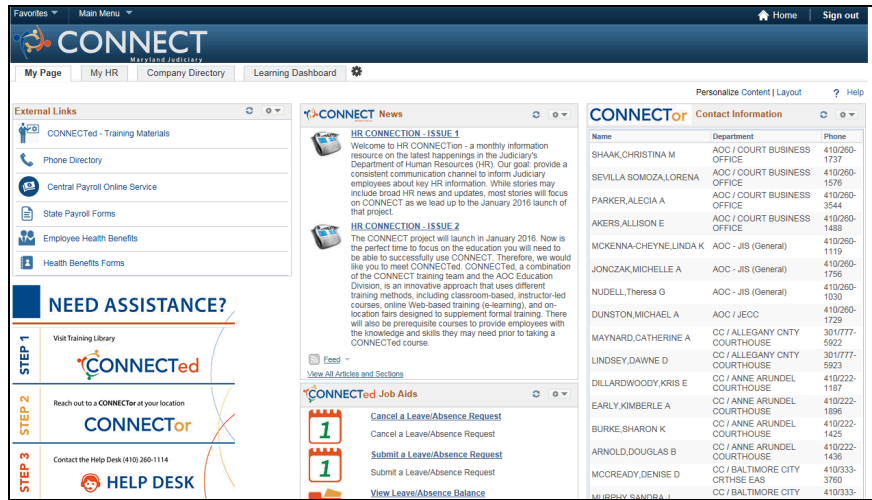 Favorites Main Menu
Home Sign out
CONNECT
Maryland Judiciary
My Page My HR Company Directory Learning Dashboard
Personalize Content | Layout ? Help
External Links
CONNECTed - Training Materials
Phone Directory
Central Payroll Online Service
State Payroll Forms
Employee Health Benefits
Health Benefits Forms
NEED ASSISTANCE?
STEP 1
Visit Training Library
CONNECTed
STEP 2
Reach out to a CONNECTor at your location
CONNECTor
STEP 3
Contact the Help Desk (410) 260-1114
HELP DESK
CONNECT News
HR CONNECTION - ISSUE 1
Welcome to HR CONNECTion - a monthly information
resource on the latest happenings in the Judiciary's
Department of Human Resources (HR). Our goal: provide a
consistent communication channel to inform Judiciary
employees about key HR information. While stories may
include broad HR news and updates, most stories will focus
on CONNECT as we lead up to the January 2016 launch of
that project.
HR CONNECTION - ISSUE 2
The CONNECT project will launch in January 2016. Now is
the perfect time to focus on the education you will need to
be able to successfully use CONNECT. Therefore, we would
like you to meet CONNECTed. CONNECTed, a combination
of the CONNECT training team and the AOC Education
Division, is an innovative approach that uses different
training methods, including classroom-based, instructor-led
courses, online Web-based training (e-learning), and on-
location fairs designed to supplement formal training. There
will also be prerequisite courses to provide employees with
the knowledge and skills they may need prior to taking a
CONNECTed course.
Feed
View All Articles and Sections
CONNECTed Job Aids
1
Cancel a Leave/Absence Request
Cancel a Leave/Absence Request
1
Submit a Leave/Absence Request
Submit a Leave/Absence Request
View Leave/Absence Balance
CONNECTor Contact Information
Name Department Phone
SHAAK,CHRISTINA M AOC / COURT BUSINESS OFFICE 410/260-1737
SEVILLA SOMOZA,LORENA AOC / COURT BUSINESS OFFICE 410/260-1576
PARKER,ALECIA A AOC / COURT BUSINESS OFFICE 410/260-3544
AKERS,ALLISON E AOC / COURT BUSINESS OFFICE 410/260-1488
MCKENNA-CHEYNE,LINDA K AOC - JIS (General) 410/260-1119
JONCZAK,MICHELLE A AOC - JIS (General) 410/260-1756
NUDELL,Theresa G AOC - JIS (General) 410/260-1030
DUNSTON,MICHAEL A AOC / JECC 410/260-1729
MAYNARD,CATHERINE A CC / ALLEGANY CNTY COURTHOUSE 301/777-5922
LINDSEY,DAWNE D CC / ALLEGANY CNTY COURTHOUSE 301/777-5923
DILLARDWOODY,KRIS E CC / ANNE ARUNDEL COURTHOUSE 410/222-1187
EARLY,KIMBERLE A CC / ANNE ARUNDEL COURTHOUSE 410/222-1896
BURKE,SHARON K CC / ANNE ARUNDEL COURTHOUSE 410/222-1425
ARNOLD,DOUGLAS B CC / ANNE ARUNDEL COURTHOUSE 410/222-1436
MCCREADY,DENISE D CC / BALTIMORE CITY CRTHSE EAS 410/333-3760
MURPHY,SANDRA L CC / BALTIMORE CITY 410/333-